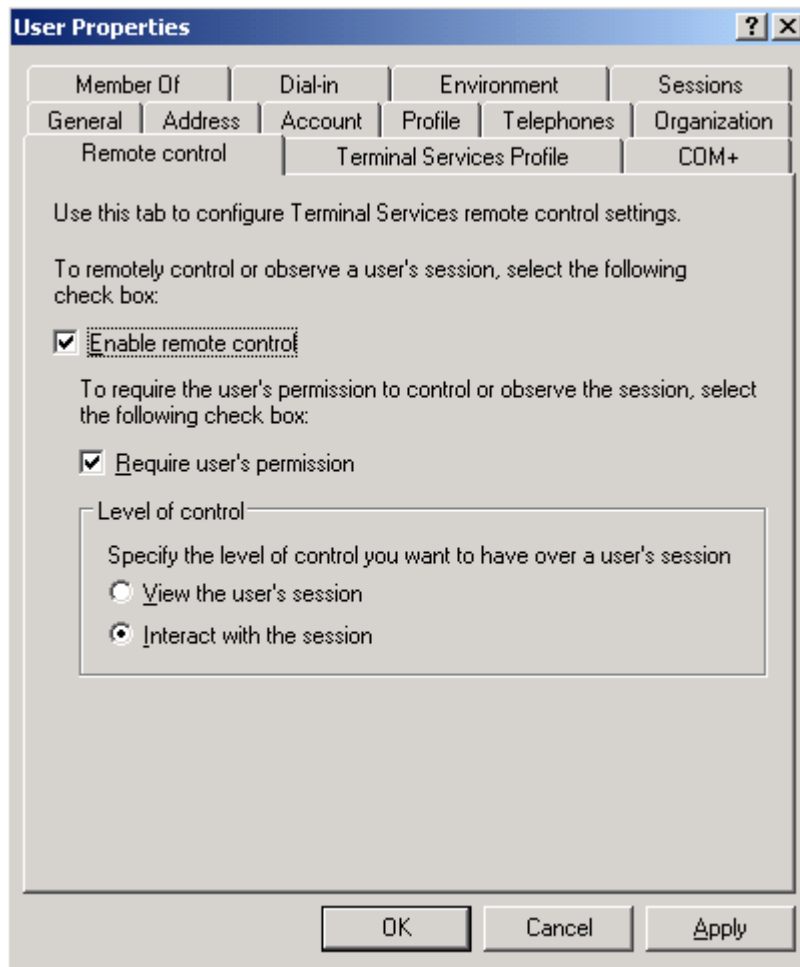 User Properties
Member Of Dial-in Environment Sessions
General Address Account Profile Telephones Organization
Remote control Terminal Services Profile COM+
Use this tab to configure Terminal Services remote control settings.
To remotely control or observe a user's session, select the following
check box:
Enable remote control
To require the user's permission to control or observe the session, select
the following check box:
Require user's permission
Level of control
Specify the level of control you want to have over a user's session
View the user's session
Interact with the session
OK Cancel Apply